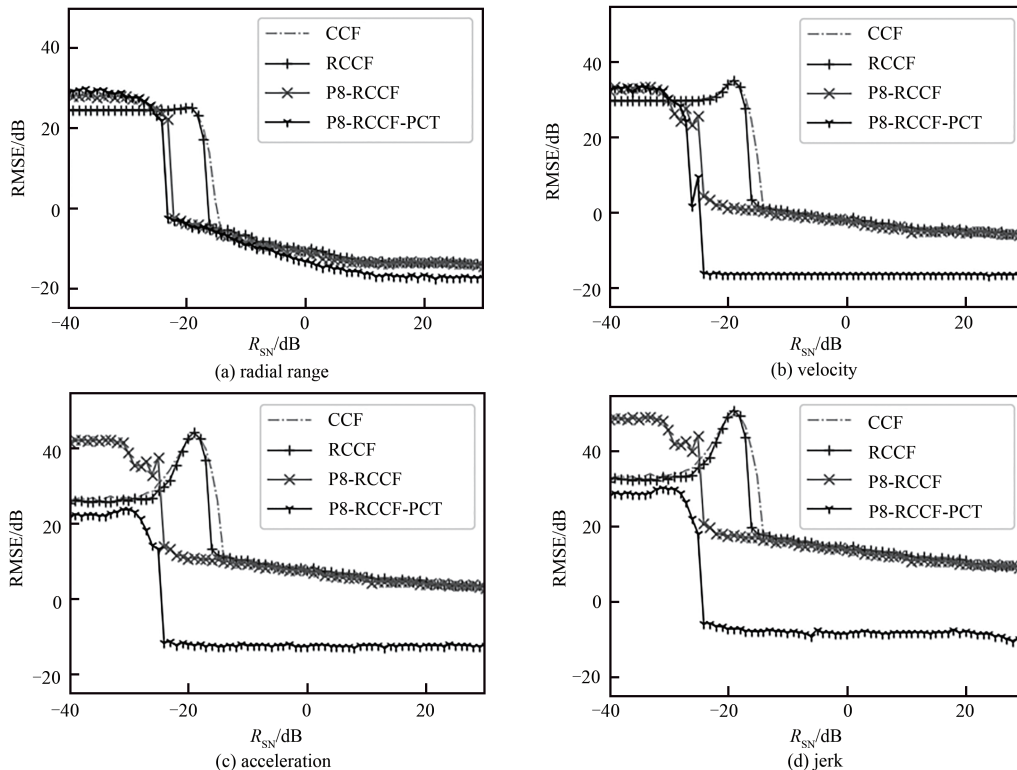 40
20
0
−20
RMSE/dB
CCF
RCCF
P8-RCCF
P8-RCCF-PCT
−40
−20
0
20
R_SN/dB
(a) radial range
40
20
0
−20
RMSE/dB
CCF
RCCF
P8-RCCF
P8-RCCF-PCT
−40
−20
0
20
R_SN/dB
(b) velocity
40
20
0
−20
RMSE/dB
CCF
RCCF
P8-RCCF
P8-RCCF-PCT
−40
−20
0
20
R_SN/dB
(c) acceleration
40
20
0
−20
RMSE/dB
CCF
RCCF
P8-RCCF
P8-RCCF-PCT
−40
−20
0
20
R_SN/dB
(d) jerk